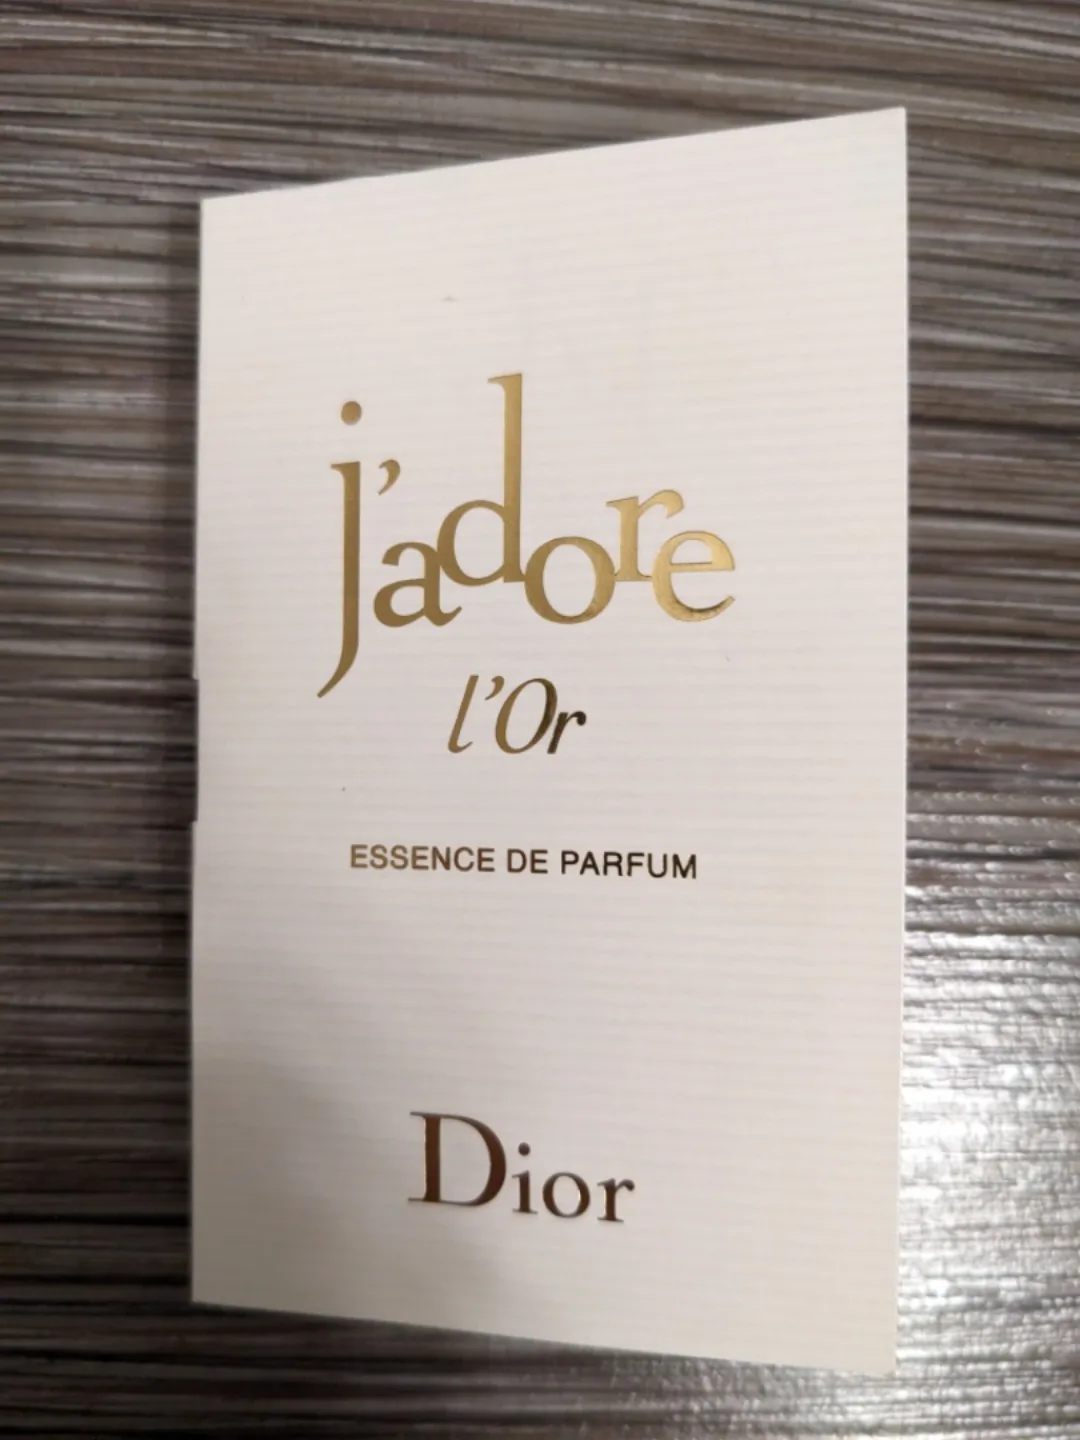 j'adore
l'Or
ESSENCE DE PARFUM
Dior